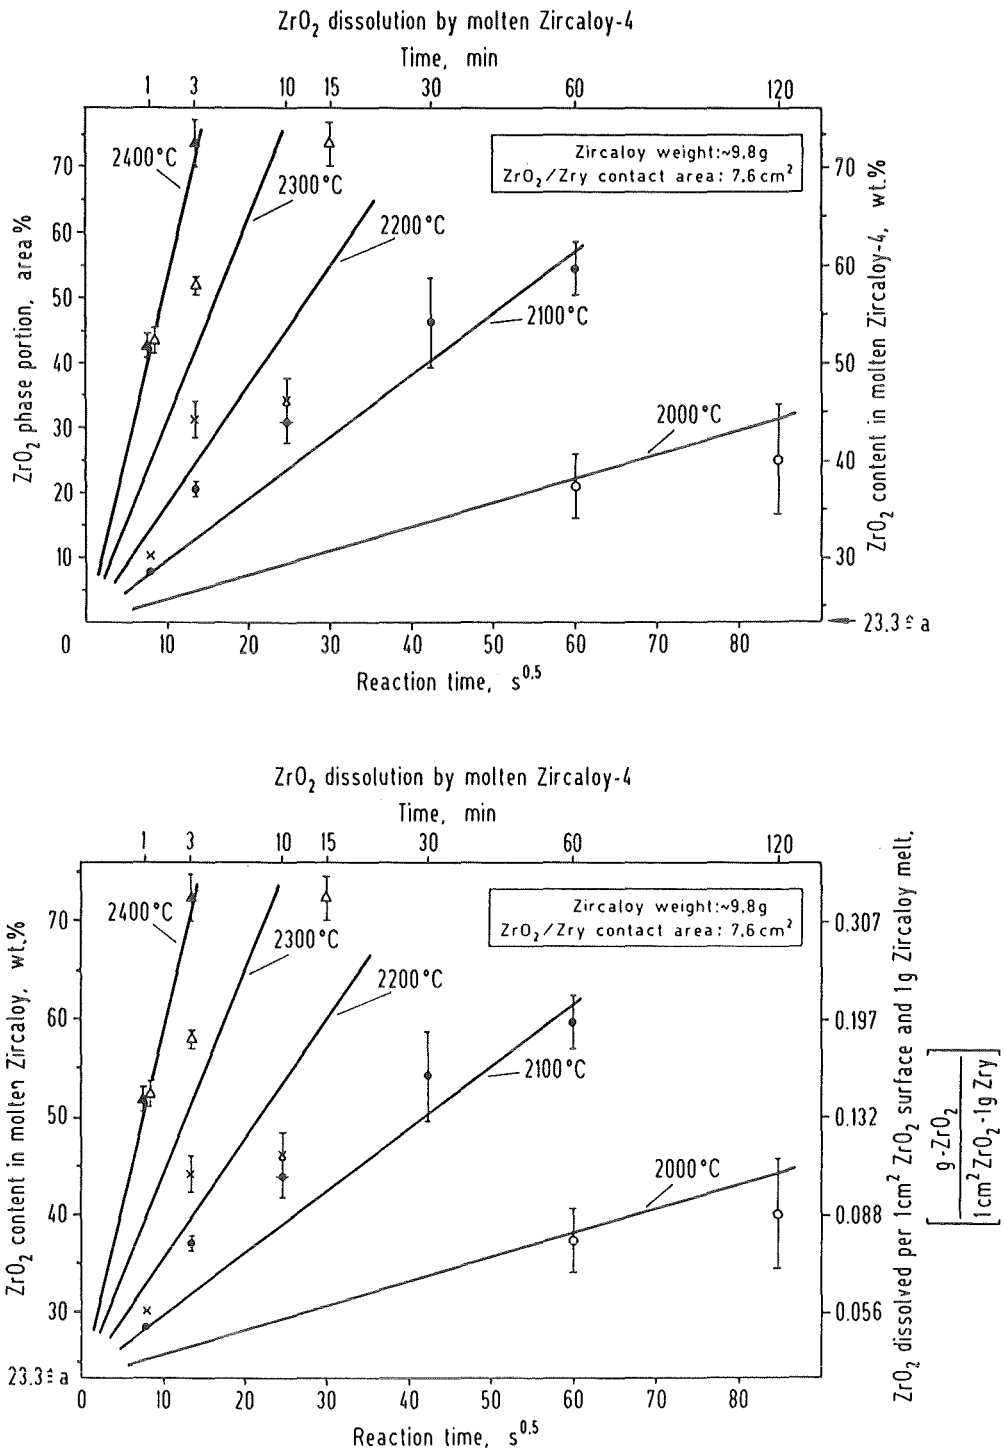 ZrO2 dissolution by molten Zircaloy-4
Time, min
1 3 10 15 30 60 120
Zircaloy weight:~9,8g
ZrO2/Zry contact area: 7.6 cm2
2400°C
2300°C
2200°C
2100°C
2000°C
ZrO2 phase portion, area%
70
60
50
40
30
20
10
ZrO2 content in molten Zircaloy-4, wt.%
70
60
50
40
30
23.3 ≙ a
0 10 20 30 40 50 60 70 80
Reaction time, s0.5
ZrO2 dissolution by molten Zircaloy-4
Time, min
1 3 10 15 30 60 120
Zircaloy weight:~9,8g
ZrO2/Zry contact area: 7.6 cm2
2400°C
2300°C
2200°C
2100°C
2000°C
ZrO2 content in molten Zircaloy, wt.%
70
60
50
40
30
23.3 ≙ a
ZrO2 dissolved per 1cm2 ZrO2 surface and 1g Zircaloy melt,
[g-ZrO2 / 1cm2 ZrO2·1g Zry]
0.307
0.197
0.132
0.088
0.056
0 10 20 30 40 50 60 70 80
Reaction time, s0.5